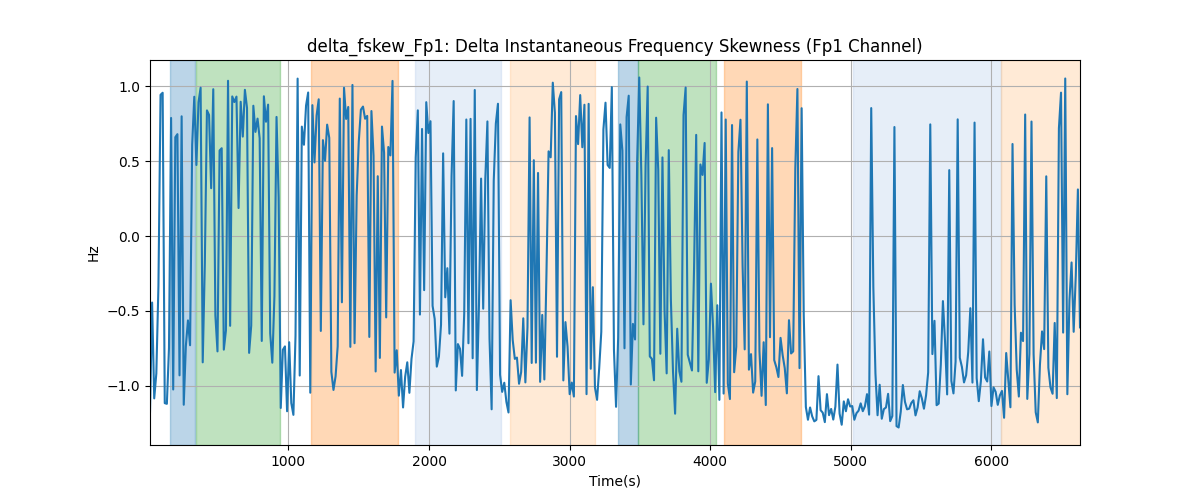 delta_fskew_Fp1: Delta Instantaneous Frequency Skewness (Fp1 Channel)
1.0
0.5
0.0
−0.5
−1.0
Hz
1000 2000 3000 4000 5000 6000
Time(s)